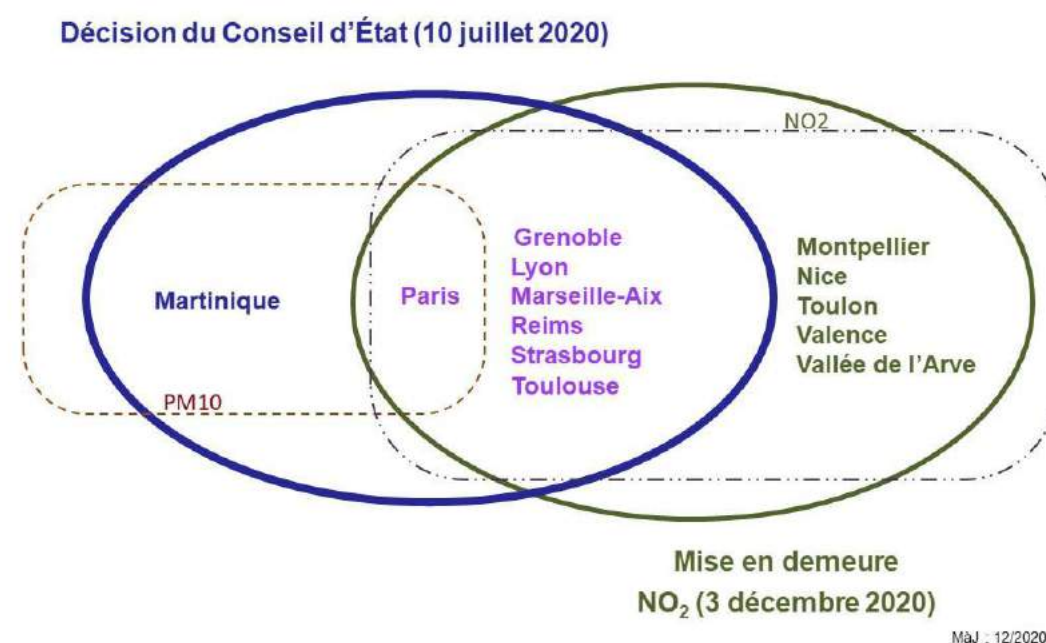 Décision du Conseil d’État (10 juillet 2020)
NO2
Grenoble
Lyon
Marseille-Aix
Reims
Strasbourg
Toulouse
Montpellier
Nice
Toulon
Valence
Vallée de l’Arve
Martinique
Paris
PM10
Mise en demeure
NO₂ (3 décembre 2020)
MàJ : 12/2020